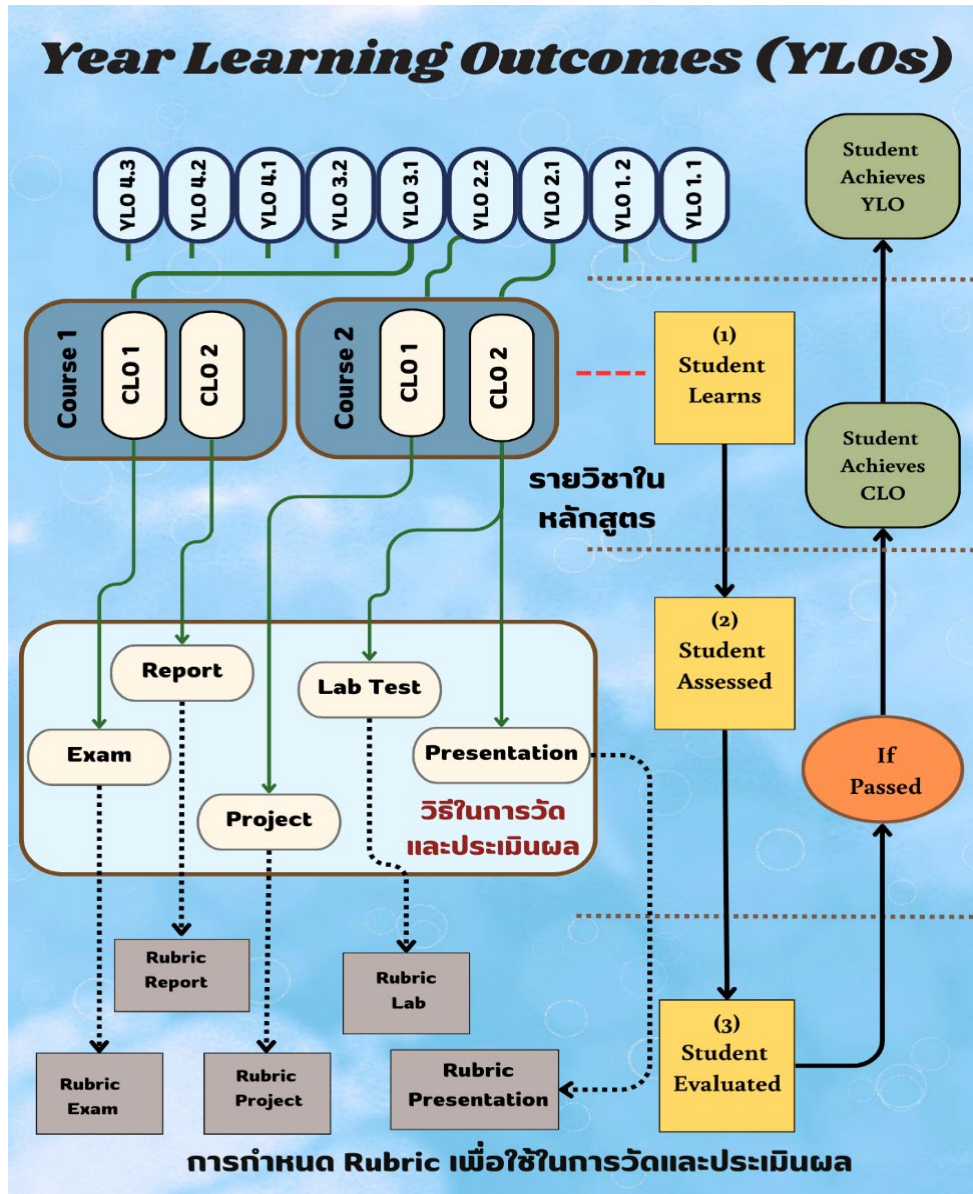 Year Learning Outcomes (YLOs)
YLO 4.3
YLO 4.2
YLO 4.1
YLO 3.2
YLO 3.1
YLO 2.2
YLO 2.1
YLO 1.2
YLO 1.1
Student
Achieves
YLO
Course 1
CLO 1
CLO 2
Course 2
CLO 1
CLO 2
(1)
Student
Learns
Student
Achieves
CLO
รายวิชาใน
หลักสูตร
(2)
Student
Assessed
Report
Lab Test
Exam
Presentation
Project
วิธีในการวัด
และประเมินผล
If
Passed
Rubric
Report
Rubric
Lab
(3)
Student
Evaluated
Rubric
Exam
Rubric
Project
Rubric
Presentation
การกำหนด Rubric เพื่อใช้ในการวัดและประเมินผล